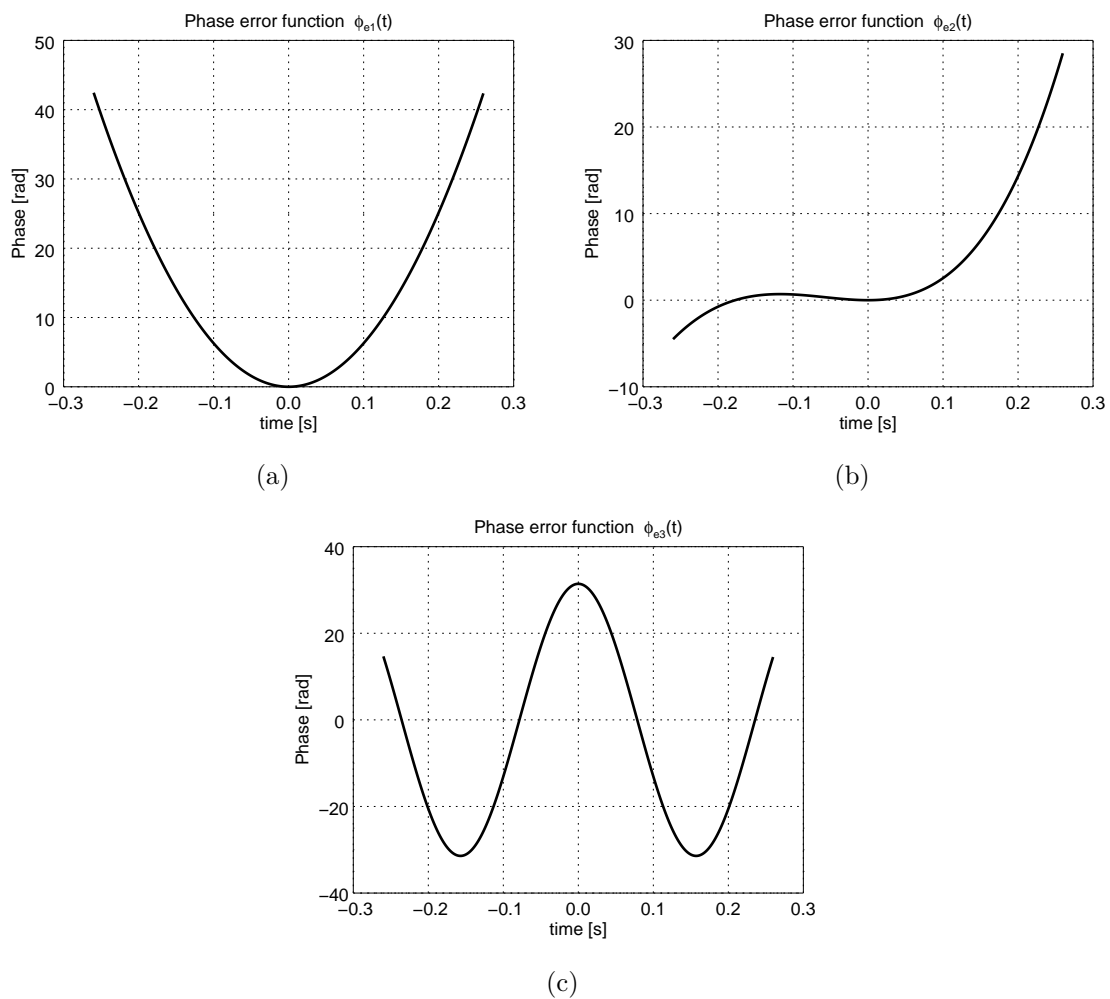 Phase error function ϕe1(t)
50
40
30
20
10
0
Phase [rad]
−0.3 −0.2 −0.1 0.0 0.1 0.2 0.3
time [s]
(a)
Phase error function ϕe2(t)
30
20
10
0
−10
Phase [rad]
−0.3 −0.2 −0.1 0.0 0.1 0.2 0.3
time [s]
(b)
Phase error function ϕe3(t)
40
20
0
−20
−40
Phase [rad]
−0.3 −0.2 −0.1 0.0 0.1 0.2 0.3
time [s]
(c)